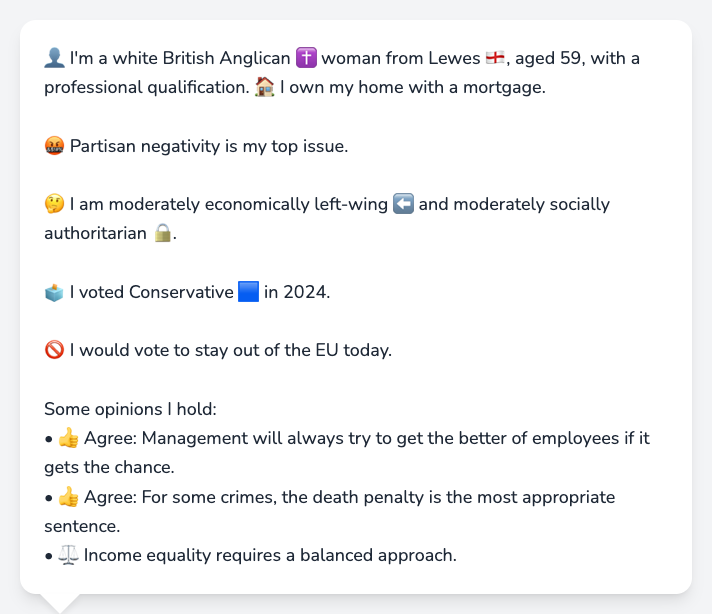 👤 I'm a white British Anglican ✝️ woman from Lewes 🏴󠁧󠁢󠁥󠁮󠁧󠁿, aged 59, with a
professional qualification. 🏠 I own my home with a mortgage.
🤬 Partisan negativity is my top issue.
🤔 I am moderately economically left-wing ⬅️ and moderately socially
authoritarian 🔒.
🗳️ I voted Conservative 🟦 in 2024.
🚫 I would vote to stay out of the EU today.
Some opinions I hold:
• 👍 Agree: Management will always try to get the better of employees if it
gets the chance.
• 👍 Agree: For some crimes, the death penalty is the most appropriate
sentence.
• ⚖️ Income equality requires a balanced approach.